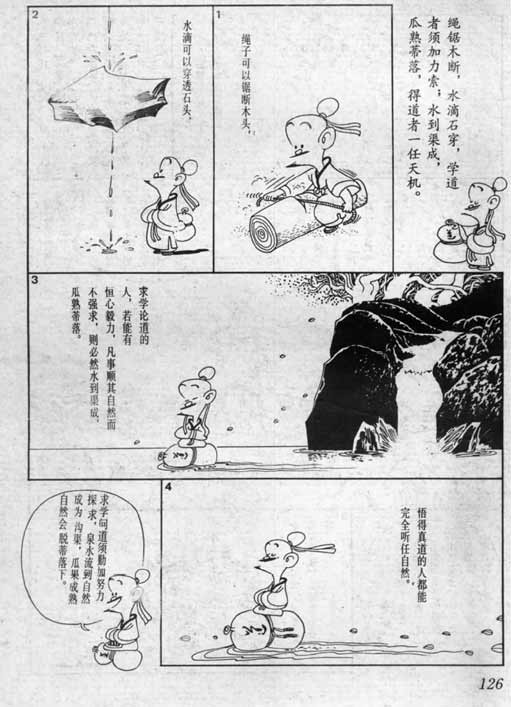 绳锯木断，水滴石穿，学道
者须加力索；水到渠成，
瓜熟蒂落，得道者一任天机。
1
绳子可以锯断木头，
2
水滴可以穿透石头，
3
求学论道的
人，若能有
恒心毅力，凡事顺其自然而
不强求，则必然水到渠成，
瓜熟蒂落。
4
悟得真道的人都能
完全听任自然。
求学问道须勤加努力
探求，泉水流到自然
成为沟渠，瓜果成熟
自然会脱蒂落下。
126